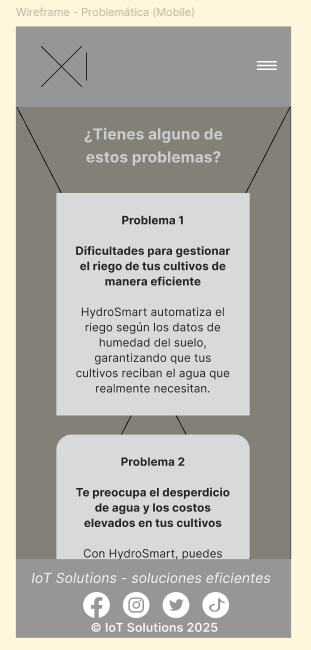 Wireframe - Problemática (Mobile)
¿Tienes alguno de
estos problemas?
Problema 1
Dificultades para gestionar
el riego de tus cultivos de
manera eficiente
HydroSmart automatiza el
riego según los datos de
humedad del suelo,
garantizando que tus
cultivos reciban el agua que
realmente necesitan.
Problema 2
Te preocupa el desperdicio
de agua y los costos
elevados en tus cultivos
Con HydroSmart, puedes
IoT Solutions - soluciones eficientes
© IoT Solutions 2025